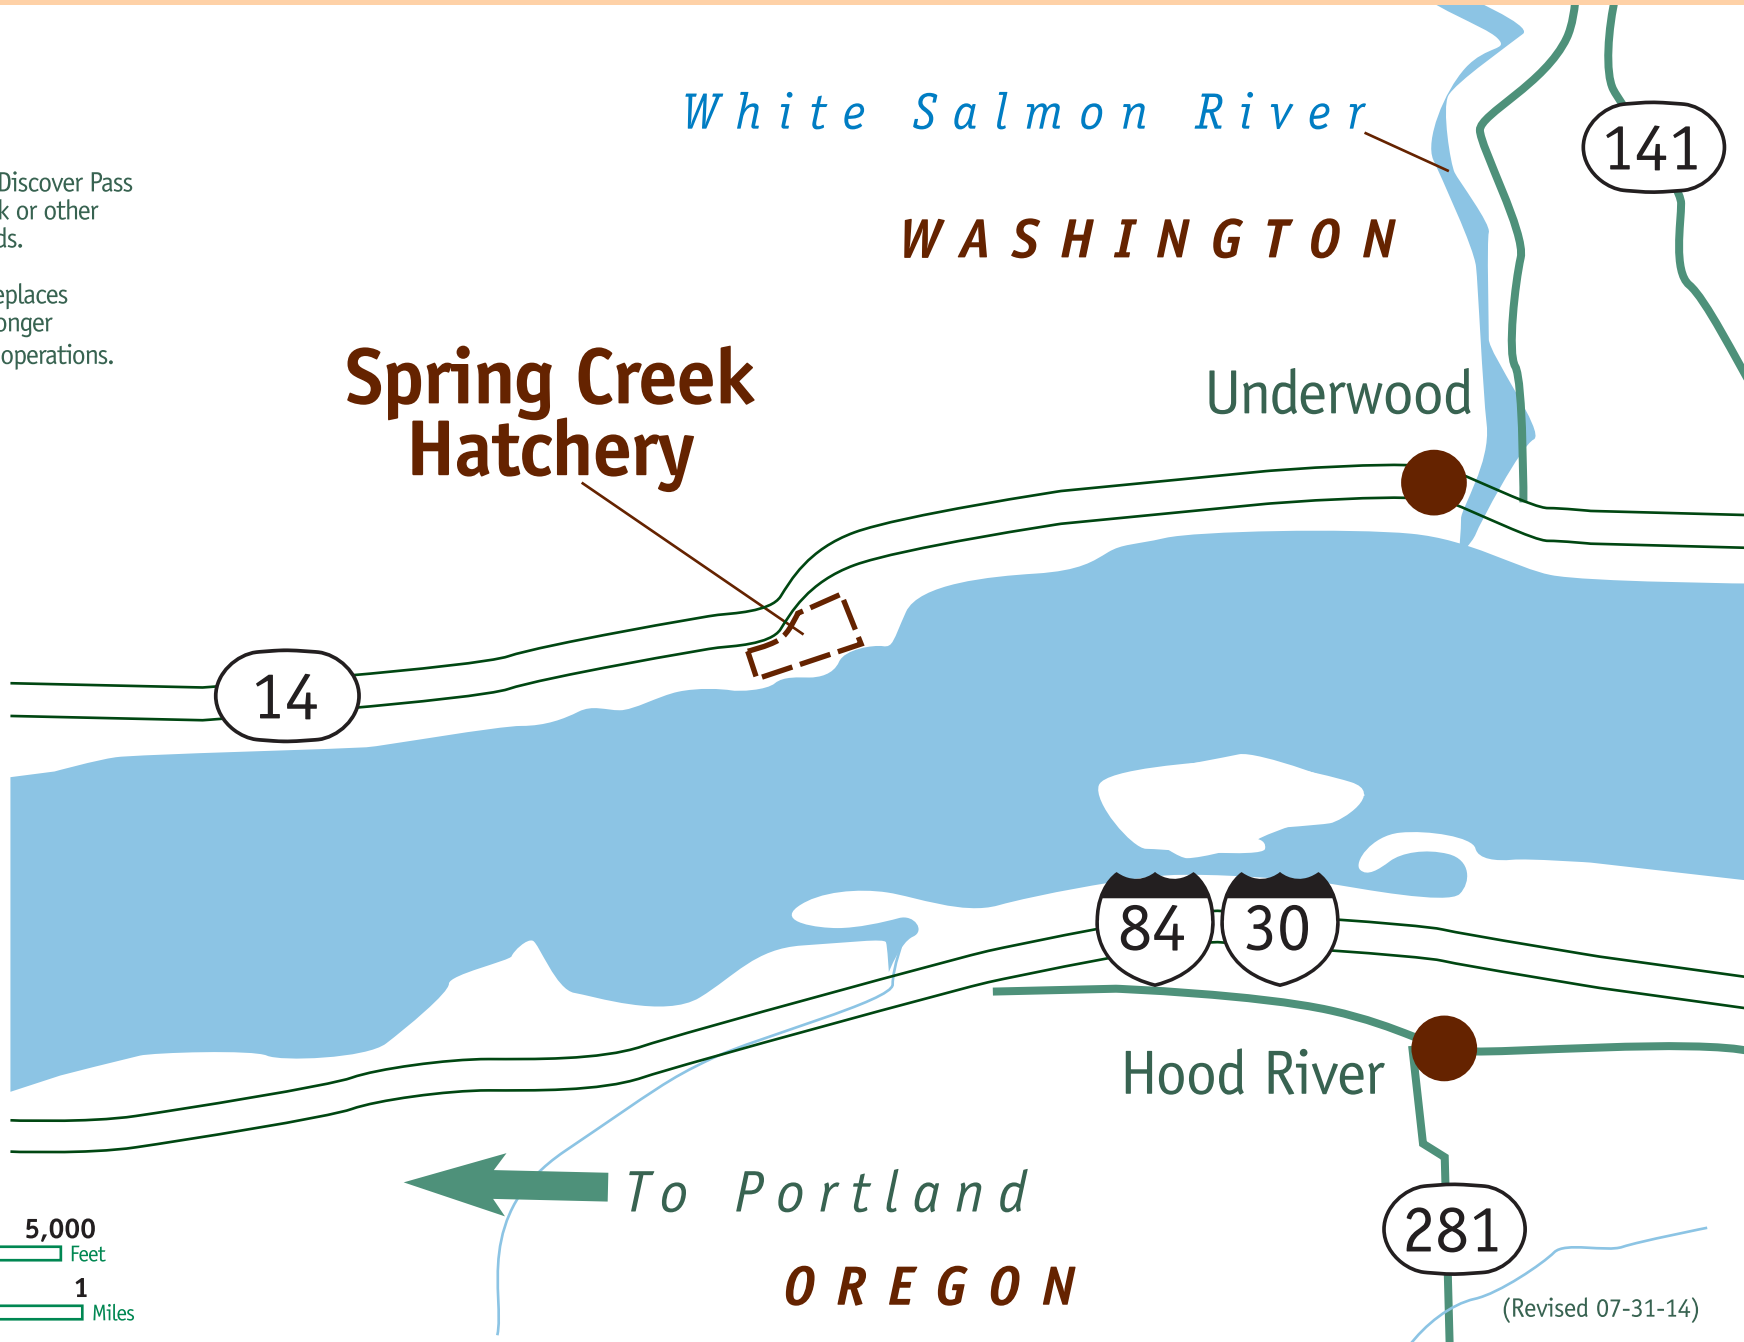 White Salmon River
141
Discover Pass
k or other
ds.
WASHINGTON
eplaces
onger
operations.
Spring Creek
Hatchery
Underwood
14
84
30
Hood River
To Portland
281
5,000
Feet
1
Miles
OREGON
(Revised 07-31-14)